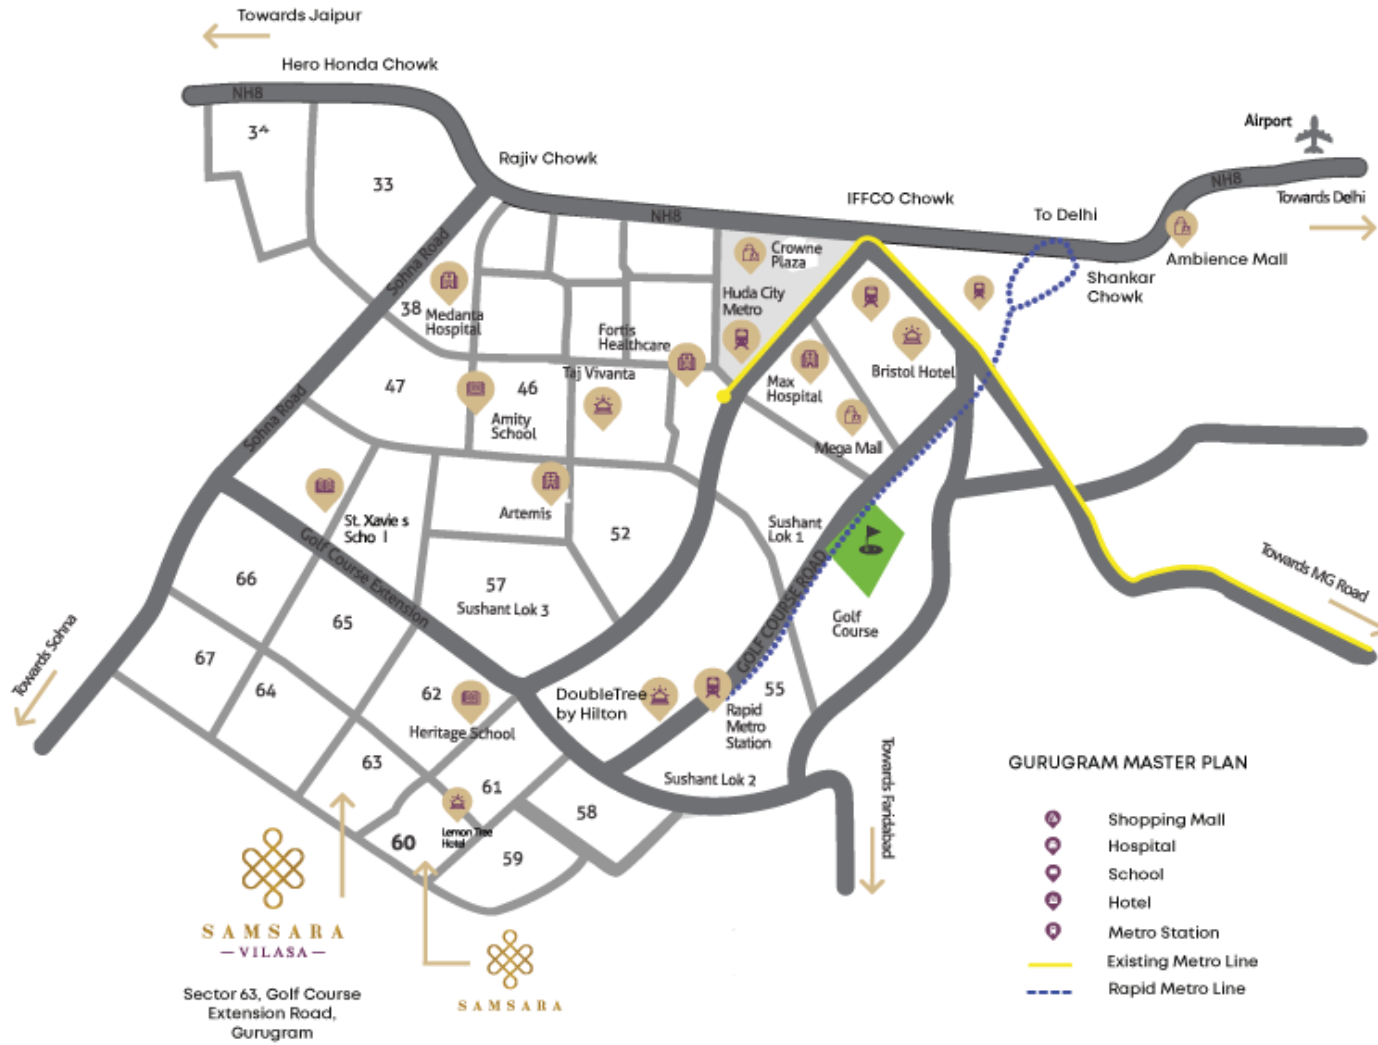 Towards Jaipur
Hero Honda Chowk
NH8
34
33
Rajiv Chowk
Airport
NH8
Towards Delhi
IFFCO Chowk
To Delhi
NH8
Ambience Mall
Shankar
Chowk
Sohna Road
Crowne
Plaza
Huda City
Metro
38
Medanta
Hospital
Fortis
Healthcare
Taj Vivanta
Max
Hospital
Bristol Hotel
Mega Mall
47
46
Amity
School
Sohna Road
St. Xavie s
Scho l
Artemis
52
Sushant
Lok 1
Golf Course Extension
57
Sushant Lok 3
GOLF COURSE ROAD
Golf
Course
Towards MG Road
66
65
67
64
Towards Sohna
62
Heritage School
DoubleTree
by Hilton
55
Rapid
Metro
Station
Sushant Lok 2
Towards Faridabad
63
61
58
Lemon Tree
Hotel
60
59
SAMSARA
VILASA
Sector 63, Golf Course
Extension Road,
Gurugram
SAMSARA
GURUGRAM MASTER PLAN
Shopping Mall
Hospital
School
Hotel
Metro Station
Existing Metro Line
Rapid Metro Line